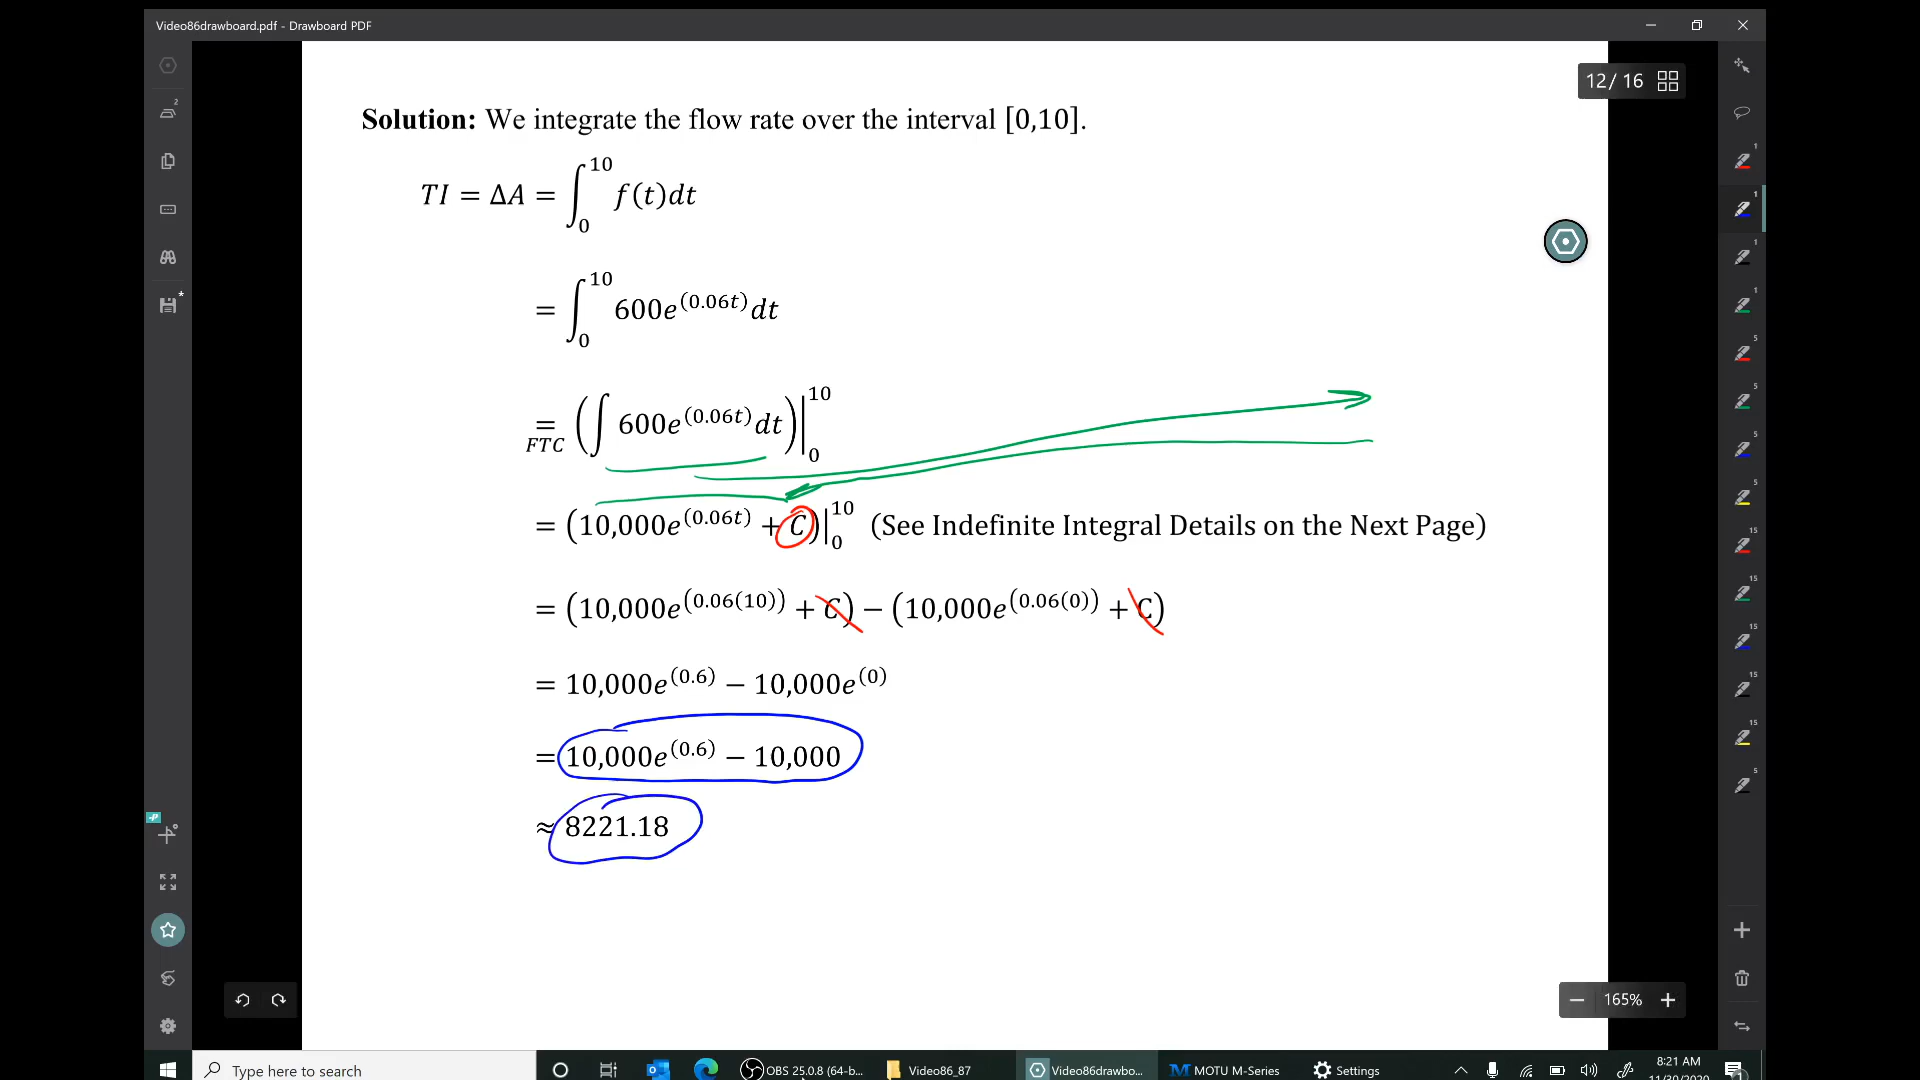 Video86drawboard.pdf - Drawboard PDF
12/ 16
Solution: We integrate the flow rate over the interval [0,10].
TI = ΔA = ∫₀¹⁰ f(t)dt
= ∫₀¹⁰ 600e^(0.06t) dt
=FTC (∫ 600e^(0.06t) dt)|₀¹⁰
= (10,000e^(0.06t) + C)|₀¹⁰ (See Indefinite Integral Details on the Next Page)
= (10,000e^(0.06(10)) + C) − (10,000e^(0.06(0)) + C)
= 10,000e^(0.6) − 10,000e^(0)
= 10,000e^(0.6) − 10,000
≈ 8221.18
165%
Type here to search
OBS 25.0.8 (64-b...
Video86_87
Video86drawbo...
MOTU M-Series
Settings
8:21 AM